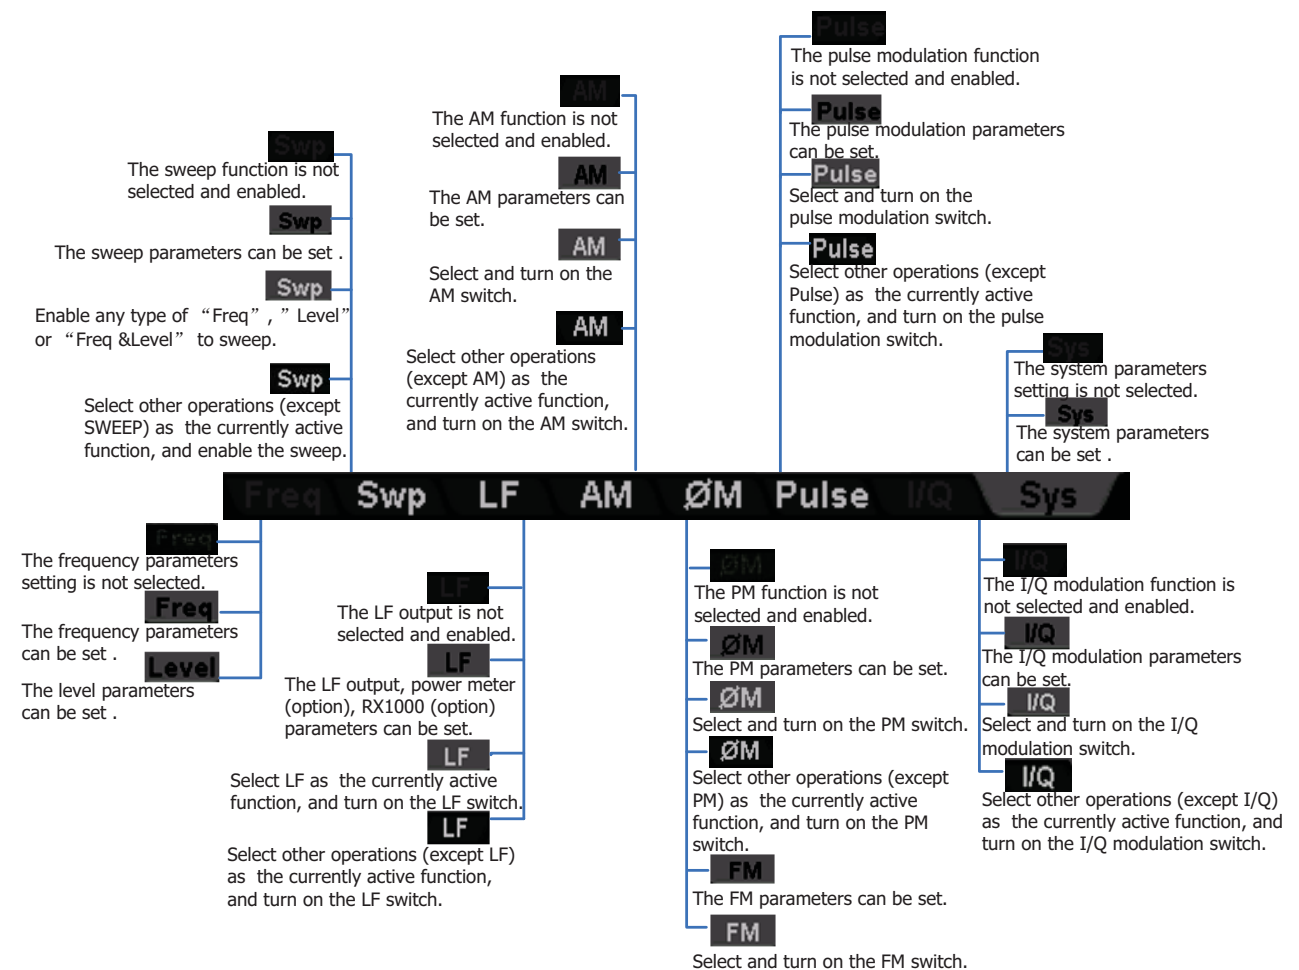 Swp
The sweep function is not
selected and enabled.
Swp
The sweep parameters can be set .
Swp
Enable any type of “Freq”, ”Level”
or “Freq &Level” to sweep.
Swp
Select other operations (except
SWEEP) as the currently active
function, and enable the sweep.
AM
The AM function is not
selected and enabled.
AM
The AM parameters can
be set.
AM
Select and turn on the
AM switch.
AM
Select other operations
(except AM) as the
currently active function,
and turn on the AM switch.
Pulse
The pulse modulation function
is not selected and enabled.
Pulse
The pulse modulation parameters
can be set.
Pulse
Select and turn on the
pulse modulation switch.
Pulse
Select other operations (except
Pulse) as the currently active
function, and turn on the pulse
modulation switch.
Sys
The system parameters
setting is not selected.
Sys
The system parameters
can be set .
Freq Swp LF AM ØM Pulse I/Q Sys
Freq
The frequency parameters
setting is not selected.
Freq
The frequency parameters
can be set .
Level
The level parameters
can be set .
LF
The LF output is not
selected and enabled.
LF
The LF output, power meter
(option), RX1000 (option)
parameters can be set.
LF
Select LF as the currently active
function, and turn on the LF switch.
LF
Select other operations (except LF)
as the currently active function,
and turn on the LF switch.
ØM
The PM function is not
selected and enabled.
ØM
The PM parameters can be set.
ØM
Select and turn on the PM switch.
ØM
Select other operations (except
PM) as the currently active
function, and turn on the PM
switch.
FM
The FM parameters can be set.
FM
Select and turn on the FM switch.
I/Q
The I/Q modulation function is
not selected and enabled.
I/Q
The I/Q modulation parameters
can be set.
I/Q
Select and turn on the I/Q
modulation switch.
I/Q
Select other operations (except I/Q)
as the currently active function, and
turn on the I/Q modulation switch.